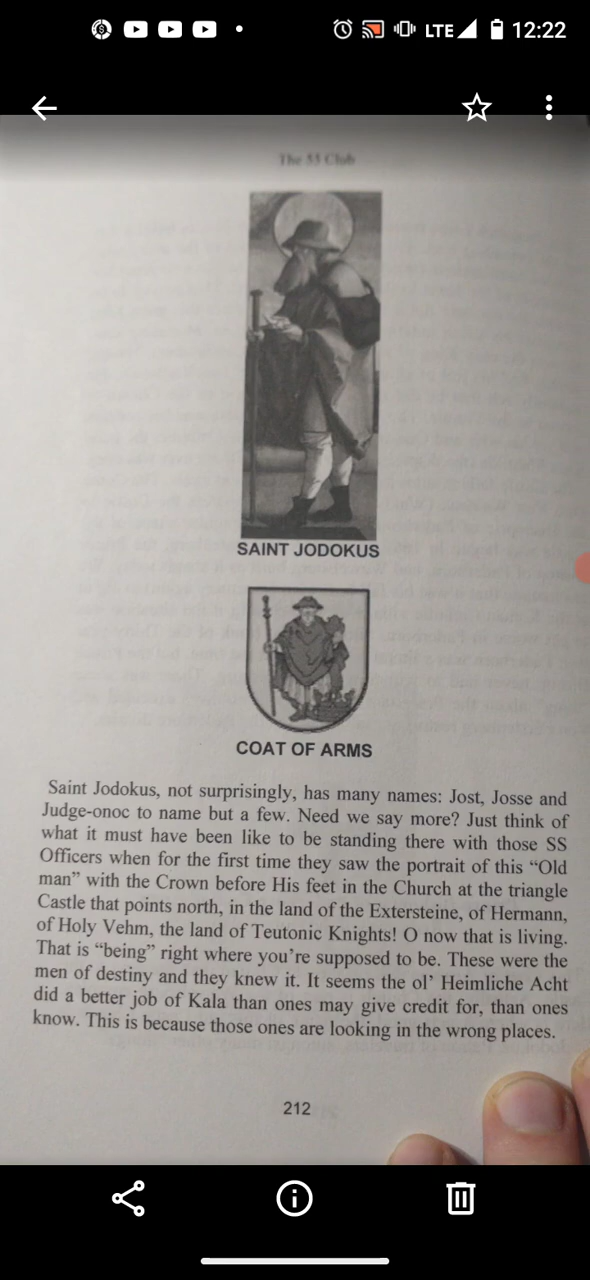 LTE 12:22
The 53 Club
SAINT JODOKUS
COAT OF ARMS
Saint Jodokus, not surprisingly, has many names: Jost, Josse and
Judge-onoc to name but a few. Need we say more? Just think of
what it must have been like to be standing there with those SS
Officers when for the first time they saw the portrait of this “Old
man” with the Crown before His feet in the Church at the triangle
Castle that points north, in the land of the Extersteine, of Hermann,
of Holy Vehm, the land of Teutonic Knights! O now that is living.
That is “being” right where you’re supposed to be. These were the
men of destiny and they knew it. It seems the ol’ Heimliche Acht
did a better job of Kala than ones may give credit for, than ones
know. This is because those ones are looking in the wrong places.
212